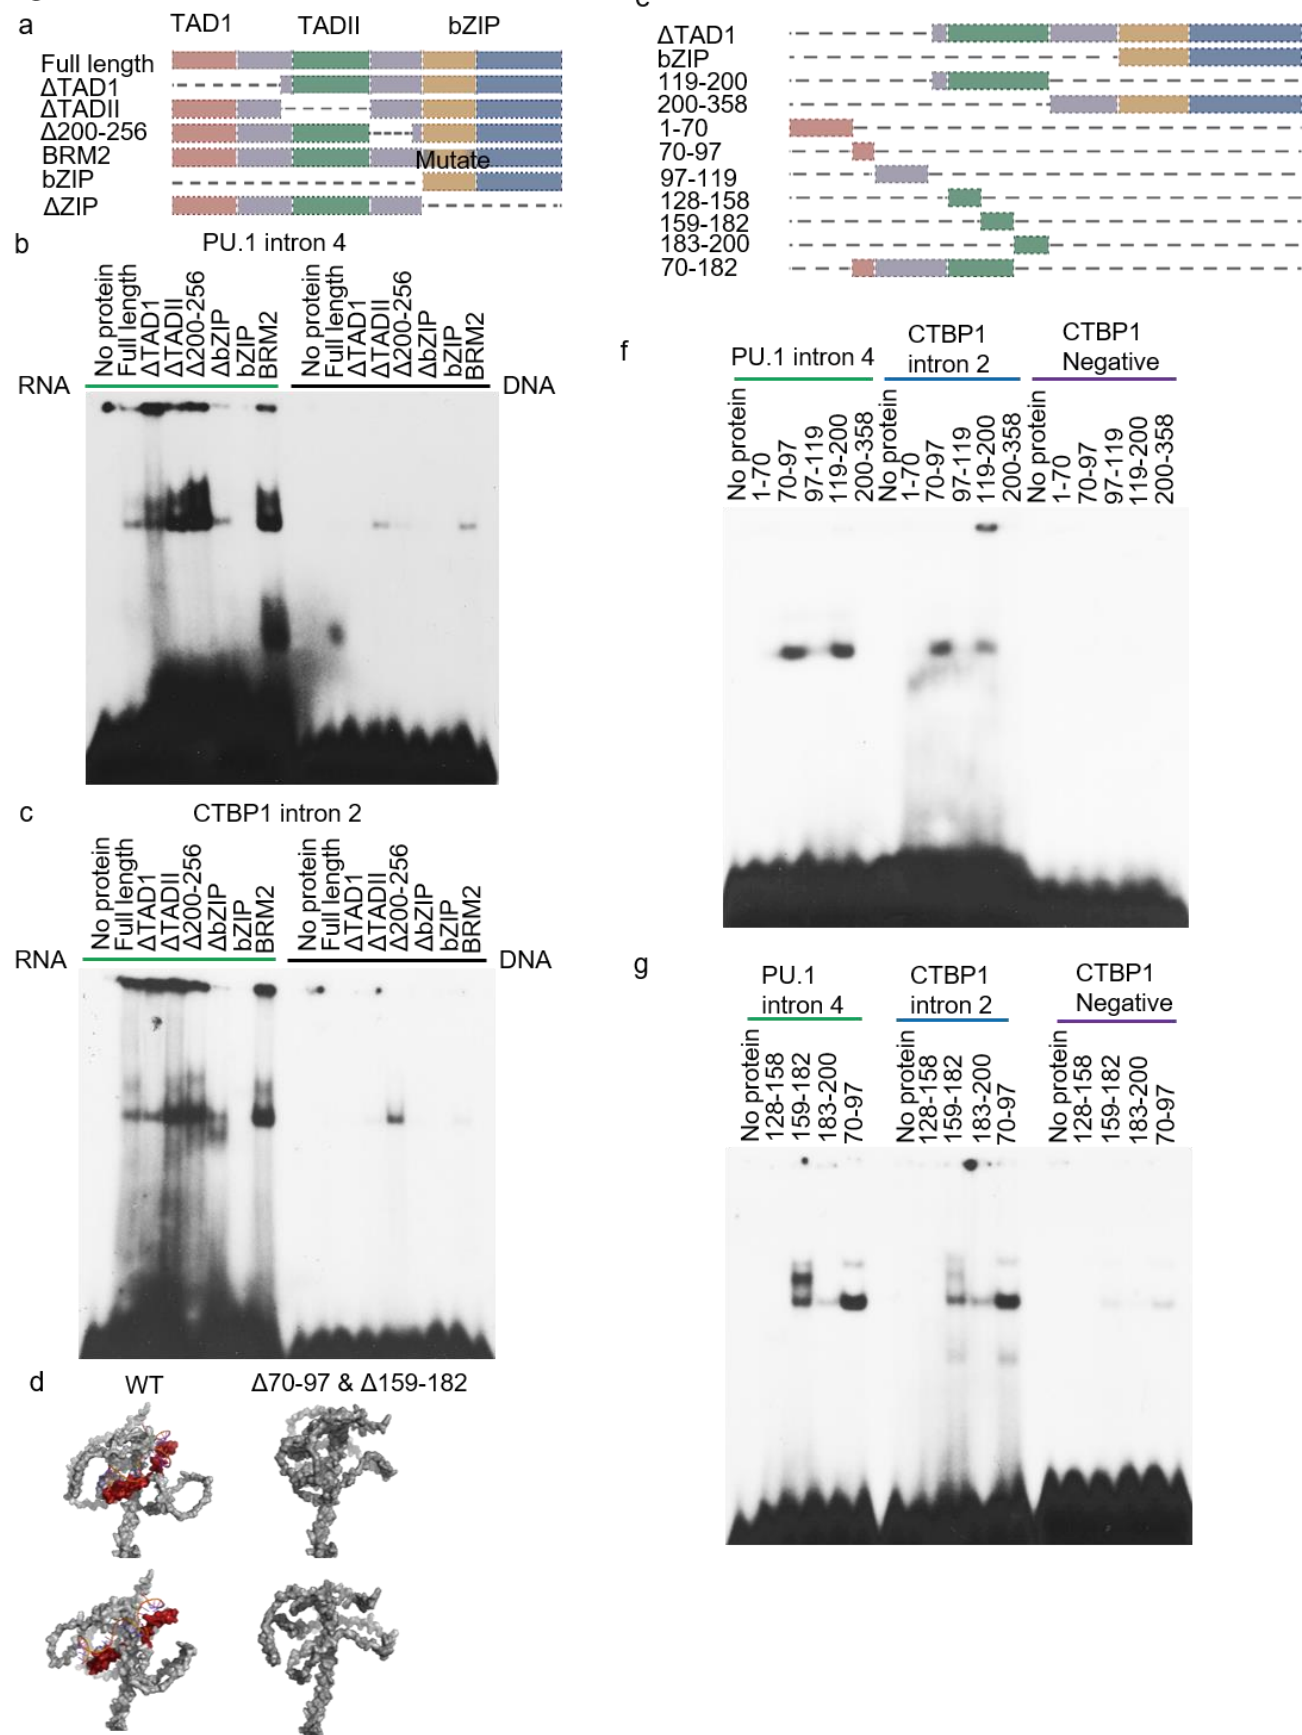 a
TAD1 TADII bZIP
Full length
ΔTAD1
ΔTADII
Δ200-256
BRM2
Mutate
bZIP
ΔZIP
b
PU.1 intron 4
No protein
Full length
ΔTAD1
ΔTADII
Δ200-256
ΔbZIP
bZIP
BRM2
No protein
Full length
ΔTAD1
ΔTADII
Δ200-256
ΔbZIP
bZIP
BRM2
RNA
DNA
c
CTBP1 intron 2
No protein
Full length
ΔTAD1
ΔTADII
Δ200-256
ΔbZIP
bZIP
BRM2
No protein
Full length
ΔTAD1
ΔTADII
Δ200-256
ΔbZIP
bZIP
BRM2
RNA
DNA
d
WT
Δ70-97 & Δ159-182
ΔTAD1
bZIP
119-200
200-358
1-70
70-97
97-119
128-158
159-182
183-200
70-182
f
PU.1 intron 4
CTBP1
intron 2
CTBP1
Negative
No protein
1-70
70-97
97-119
119-200
200-358
No protein
1-70
70-97
97-119
119-200
200-358
No protein
1-70
70-97
97-119
119-200
200-358
g
PU.1
intron 4
CTBP1
intron 2
CTBP1
Negative
No protein
128-158
159-182
183-200
70-97
No protein
128-158
159-182
183-200
70-97
No protein
128-158
159-182
183-200
70-97